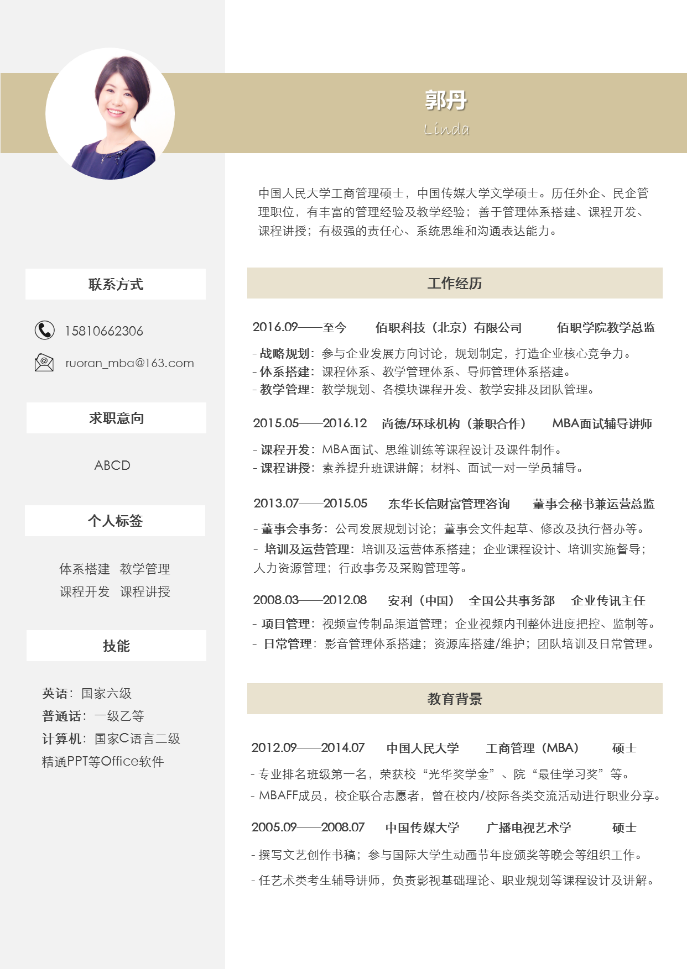 郭丹
Linda
中国人民大学工商管理硕士，中国传媒大学文学硕士。历任外企、民企管
理职位，有丰富的管理经验及教学经验；善于管理体系搭建、课程开发、
课程讲授；有极强的责任心、系统思维和沟通表达能力。
联系方式
15810662306
ruoran_mba@163.com
求职意向
ABCD
个人标签
体系搭建 教学管理
课程开发 课程讲授
技能
英语：国家六级
普通话：一级乙等
计算机：国家C语言二级
精通PPT等Office软件
工作经历
2016.09——至今 佰职科技（北京）有限公司 佰职学院教学总监
- 战略规划：参与企业发展方向讨论，规划制定，打造企业核心竞争力。
- 体系搭建：课程体系、教学管理体系、导师管理体系搭建。
- 教学管理：教学规划、各模块课程开发、教学安排及团队管理。
2015.05——2016.12 尚德/环球机构（兼职合作） MBA面试辅导讲师
- 课程开发：MBA面试、思维训练等课程设计及课件制作。
- 课程讲授：素养提升班课讲解；材料、面试一对一学员辅导。
2013.07——2015.05 东华长信财富管理咨询 董事会秘书兼运营总监
- 董事会事务：公司发展规划讨论；董事会文件起草、修改及执行督办等。
- 培训及运营管理：培训及运营体系搭建；企业课程设计、培训实施督导；
人力资源管理；行政事务及采购管理等。
2008.03——2012.08 安利（中国） 全国公共事务部 企业传讯主任
- 项目管理：视频宣传制品渠道管理；企业视频内刊整体进度把控、监制等。
- 日常管理：影音管理体系搭建；资源库搭建/维护；团队培训及日常管理。
教育背景
2012.09——2014.07 中国人民大学 工商管理（MBA） 硕士
- 专业排名班级第一名，荣获校“光华奖学金”、院“最佳学习奖”等。
- MBAFF成员，校企联合志愿者，曾在校内/校际各类交流活动进行职业分享。
2005.09——2008.07 中国传媒大学 广播电视艺术学 硕士
- 撰写文艺创作书稿；参与国际大学生动画节年度颁奖等晚会等组织工作。
- 任艺术类考生辅导讲师，负责影视基础理论、职业规划等课程设计及讲解。